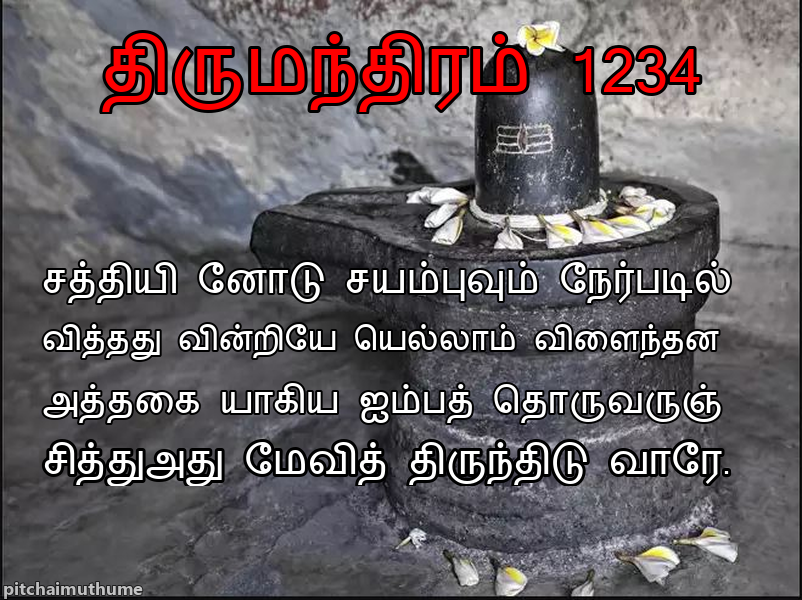 திருமந்திரம் 1234
சத்தியி னோடு சயம்புவும் நேர்படில்
வித்தது வின்றியே யெல்லாம் விளைந்தன
அத்தகை யாகிய ஐம்பத் தொருவருஞ்
சித்துஅது மேவித் திருந்திடு வாரே.
pitchaimuthume